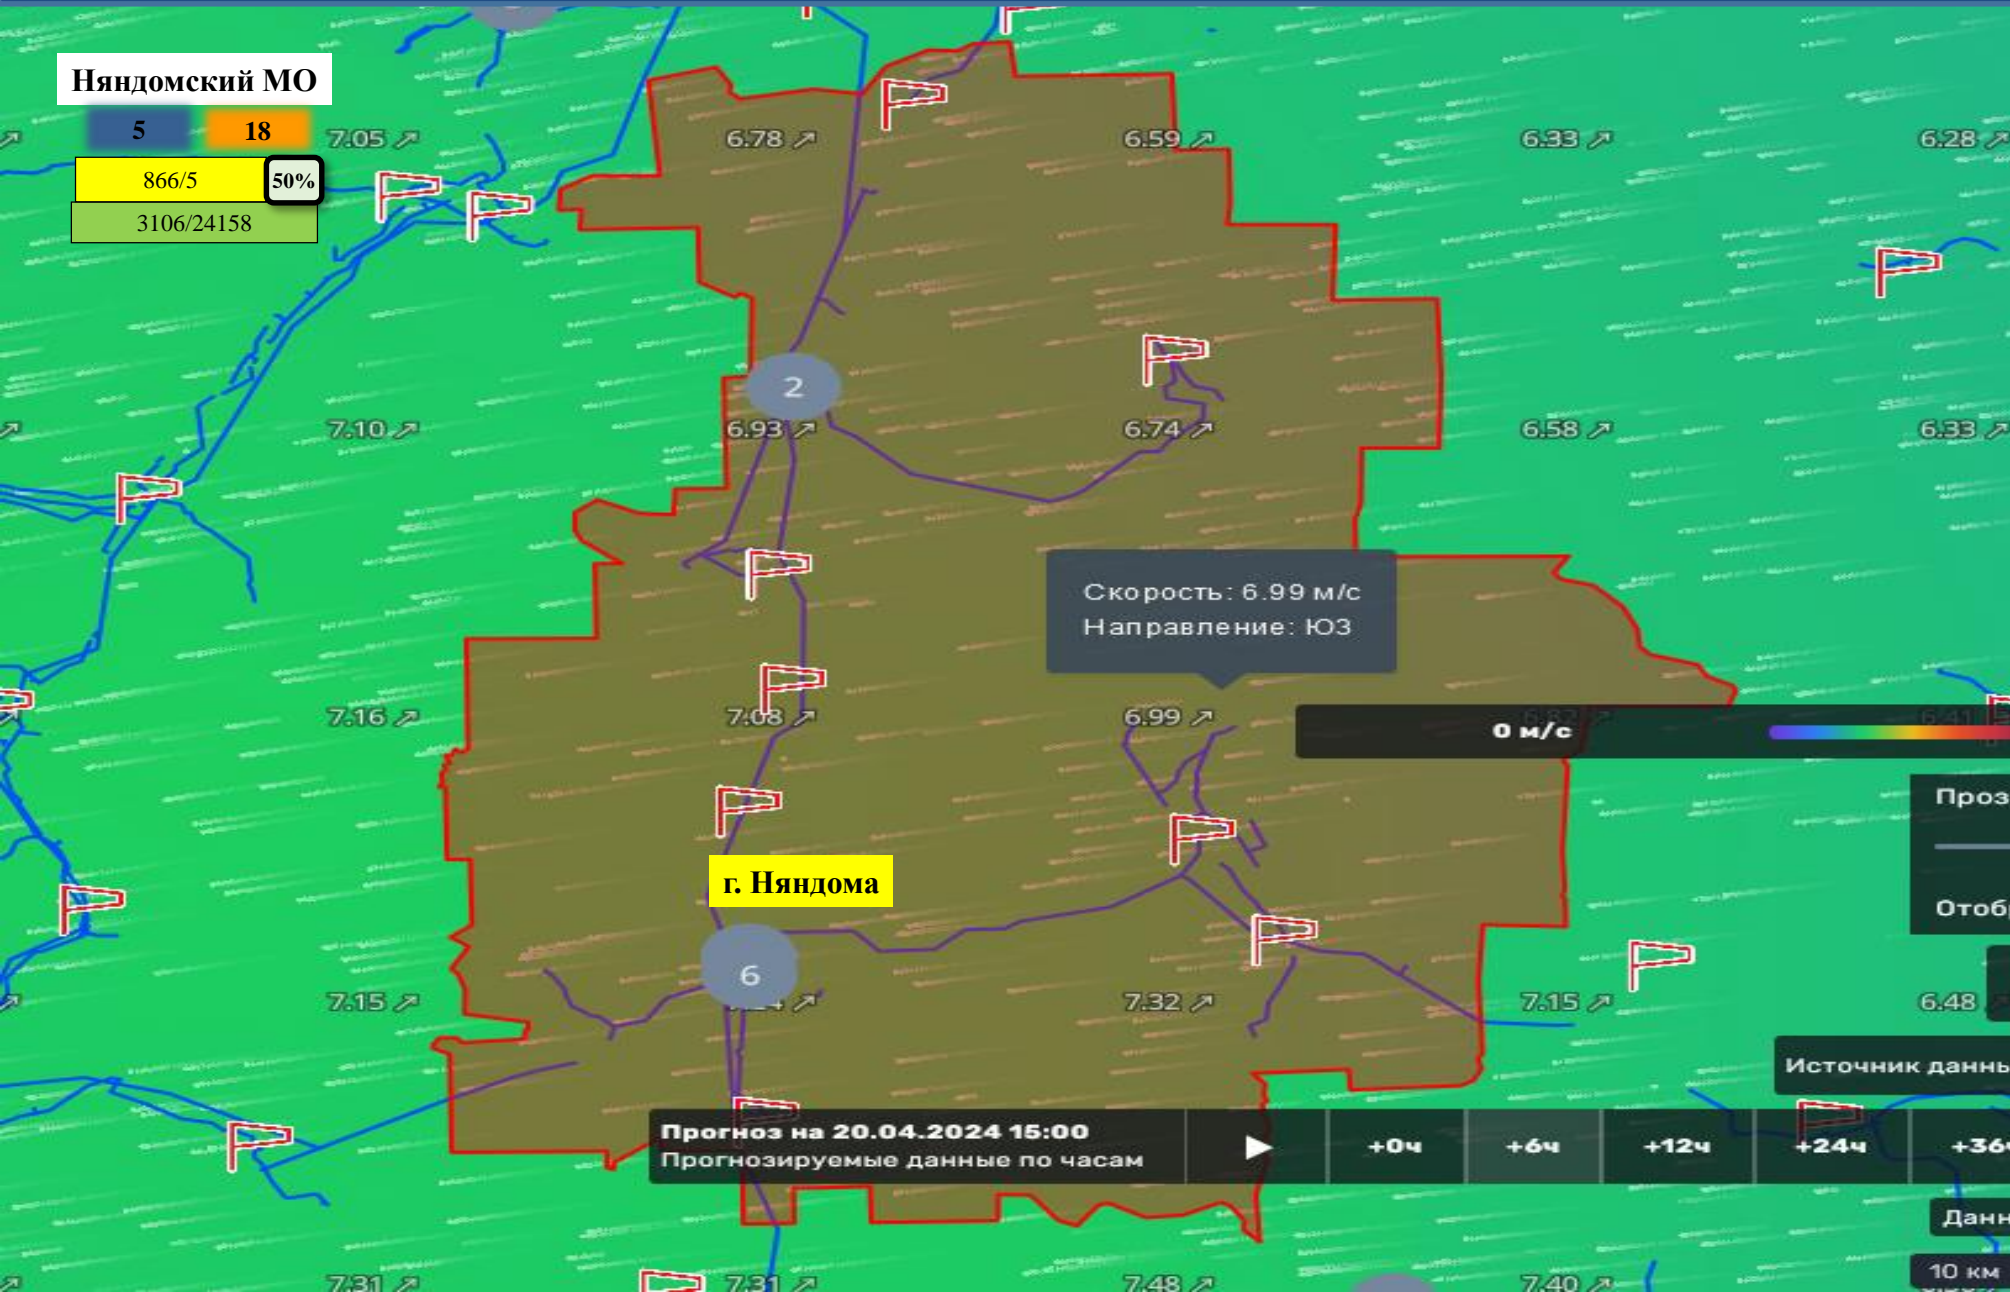 Няндомский МО
5 18
7.05 6.78 6.59 6.33 6.28
866/5 50%
3106/24158
2
7.10 6.93 6.74 6.58 6.33
Скорость: 6.99 м/с
Направление: ЮЗ
7.16 7.08 6.99
0 м/с
г. Няндома
6
7.15 7.32 7.15 6.48
Прогноз на 20.04.2024 15:00
Прогнозируемые данные по часам
+0ч +6ч +12ч +24ч
10 км
7.31 7.31 7.48 7.40